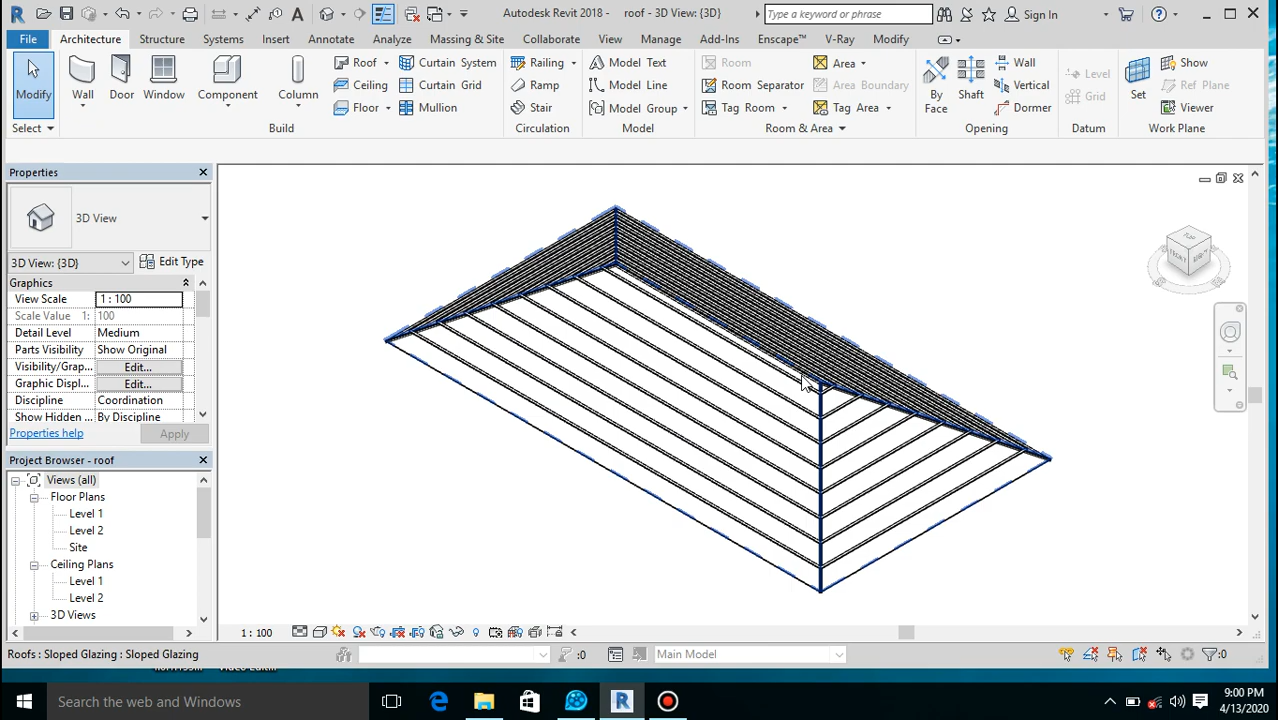 Autodesk Revit 2018 - roof - 3D View: {3D}
Type a keyword or phrase
Sign In
File Architecture Structure Systems Insert Annotate Analyze Massing & Site Collaborate View Manage Add-Ins Enscape™ V-Ray Modify
Modify
Select
Wall
Door
Window
Component
Column
Roof
Ceiling
Floor
Curtain System
Curtain Grid
Mullion
Build
Railing
Ramp
Stair
Circulation
Model Text
Model Line
Model Group
Model
Room
Room Separator
Tag Room
Area
Area Boundary
Tag Area
Room & Area
By Face
Shaft
Wall
Vertical
Dormer
Opening
Level
Grid
Datum
Set
Show
Ref Plane
Viewer
Work Plane
Properties
3D View
3D View: {3D}
Edit Type
Graphics
View Scale 1 : 100
Scale Value 1: 100
Detail Level Medium
Parts Visibility Show Original
Visibility/Grap... Edit...
Graphic Displ... Edit...
Discipline Coordination
Show Hidden ... By Discipline
Properties help
Apply
Project Browser - roof
Views (all)
Floor Plans
Level 1
Level 2
Site
Ceiling Plans
Level 1
Level 2
3D Views
1 : 100
Roofs : Sloped Glazing : Sloped Glazing
:0
Main Model
:0
Search the web and Windows
9:00 PM
4/13/2020